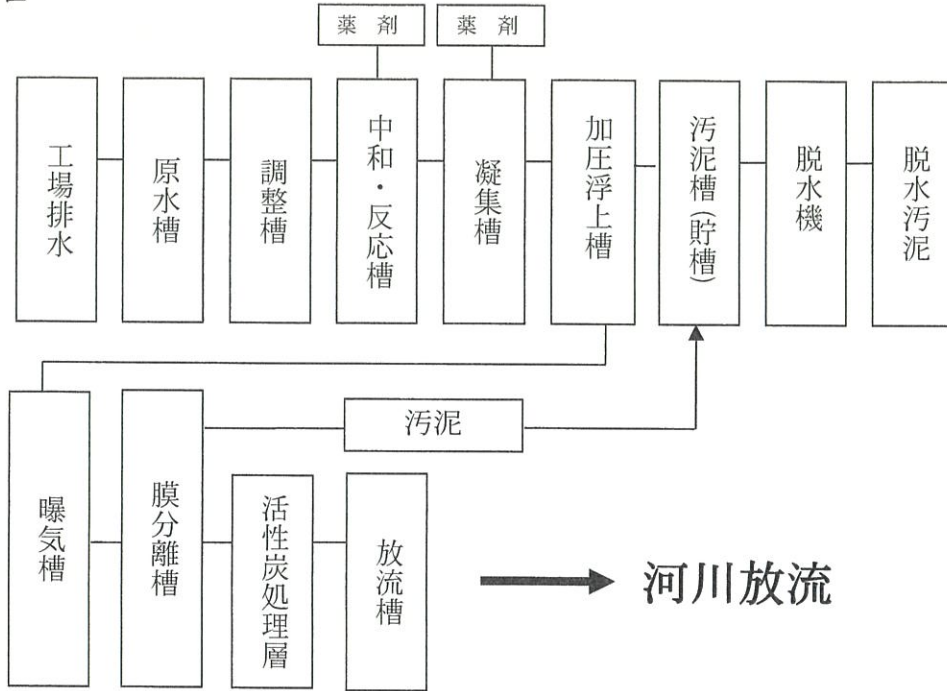 薬 剤
薬 剤
工場排水
原水槽
調整槽
中和・反応槽
凝集槽
加圧浮上槽
汚泥槽(貯槽)
脱水機
脱水汚泥
汚泥
曝気槽
膜分離槽
活性炭処理層
放流槽
河川放流